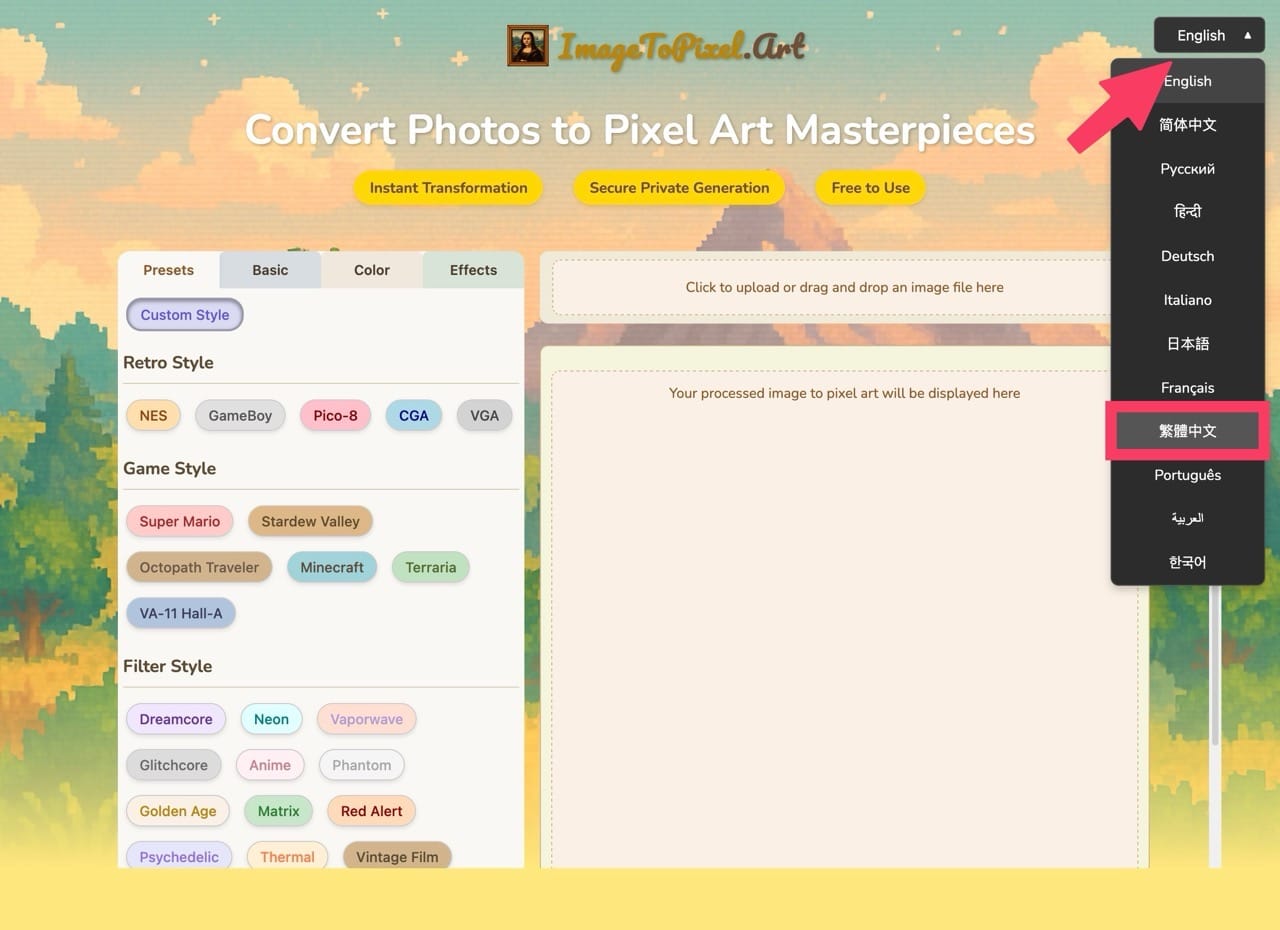 ImageToPixel.Art
English ▲
English
简体中文
Русский
हिन्दी
Deutsch
Italiano
日本語
Français
繁體中文
Português
العربية
한국어
Convert Photos to Pixel Art Masterpieces
Instant Transformation
Secure Private Generation
Free to Use
Presets
Basic
Color
Effects
Custom Style
Retro Style
NES
GameBoy
Pico-8
CGA
VGA
Game Style
Super Mario
Stardew Valley
Octopath Traveler
Minecraft
Terraria
VA-11 Hall-A
Filter Style
Dreamcore
Neon
Vaporwave
Glitchcore
Anime
Phantom
Golden Age
Matrix
Red Alert
Psychedelic
Thermal
Vintage Film
Click to upload or drag and drop an image file here
Your processed image to pixel art will be displayed here